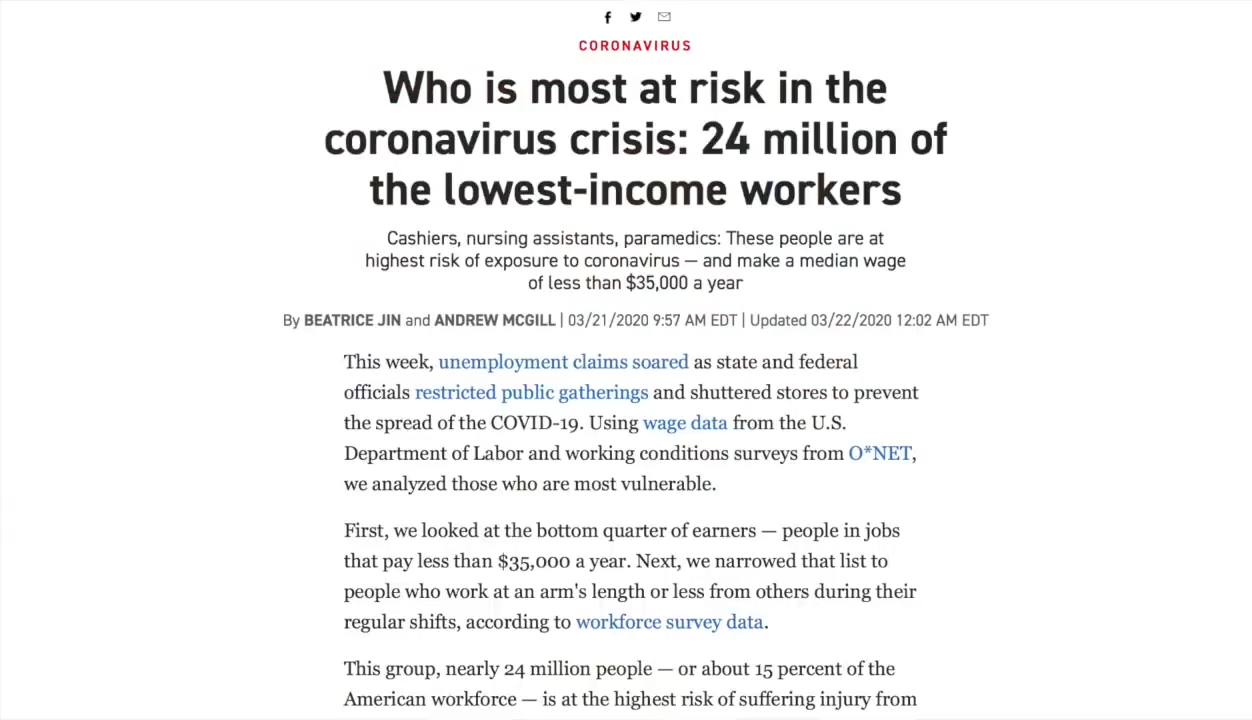 CORONAVIRUS
Who is most at risk in the
coronavirus crisis: 24 million of
the lowest-income workers
Cashiers, nursing assistants, paramedics: These people are at
highest risk of exposure to coronavirus — and make a median wage
of less than $35,000 a year
By BEATRICE JIN and ANDREW MCGILL | 03/21/2020 9:57 AM EDT | Updated 03/22/2020 12:02 AM EDT
This week, unemployment claims soared as state and federal
officials restricted public gatherings and shuttered stores to prevent
the spread of the COVID-19. Using wage data from the U.S.
Department of Labor and working conditions surveys from O*NET,
we analyzed those who are most vulnerable.
First, we looked at the bottom quarter of earners — people in jobs
that pay less than $35,000 a year. Next, we narrowed that list to
people who work at an arm's length or less from others during their
regular shifts, according to workforce survey data.
This group, nearly 24 million people — or about 15 percent of the
American workforce — is at the highest risk of suffering injury from